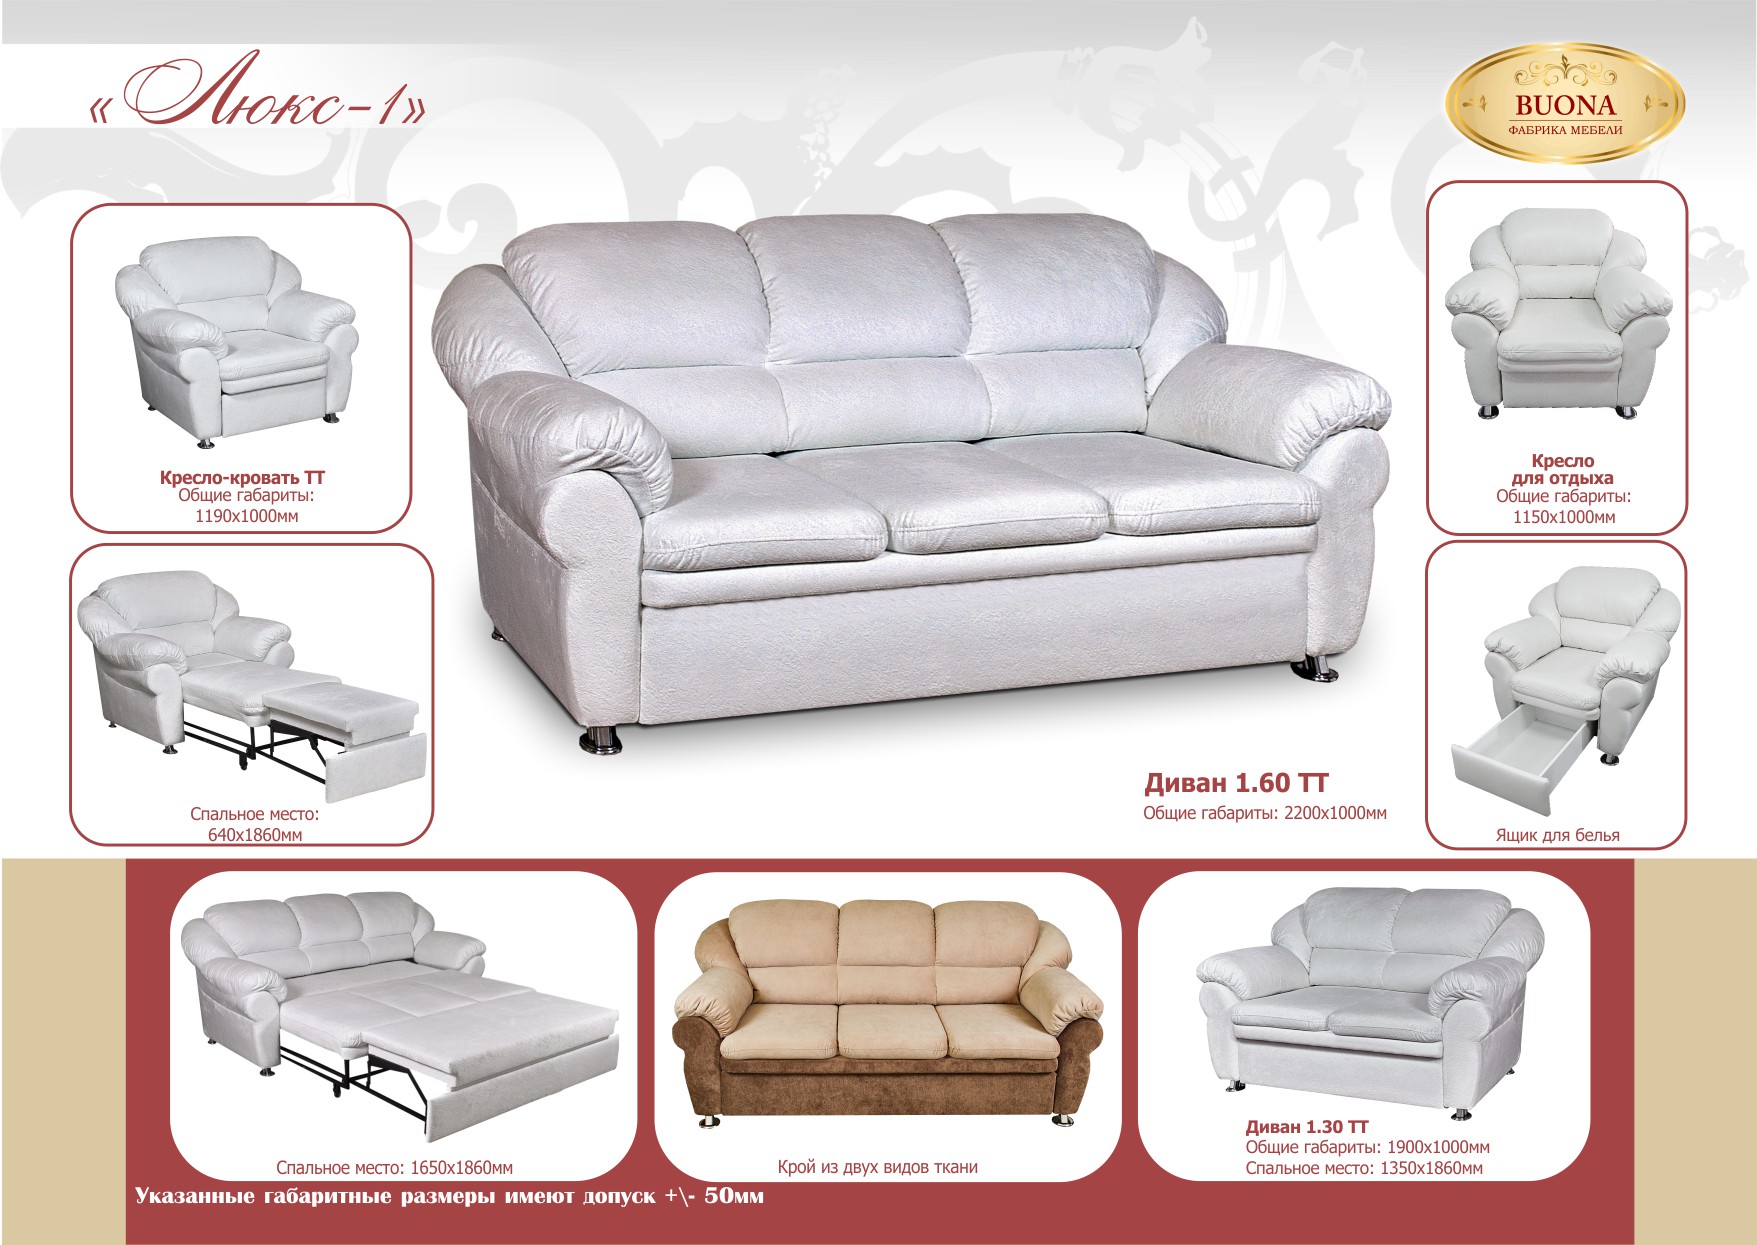 «Люкс-1»
BUONA
ФАБРИКА МЕБЕЛИ
Кресло-кровать ТТ
Общие габариты:
1190х1000мм
Кресло
для отдыха
Общие габариты:
1150х1000мм
Спальное место:
640х1860мм
Диван 1.60 ТТ
Общие габариты: 2200х1000мм
Ящик для белья
Спальное место: 1650х1860мм
Крой из двух видов ткани
Диван 1.30 ТТ
Общие габариты: 1900х1000мм
Спальное место: 1350х1860мм
Указанные габаритные размеры имеют допуск +\- 50мм